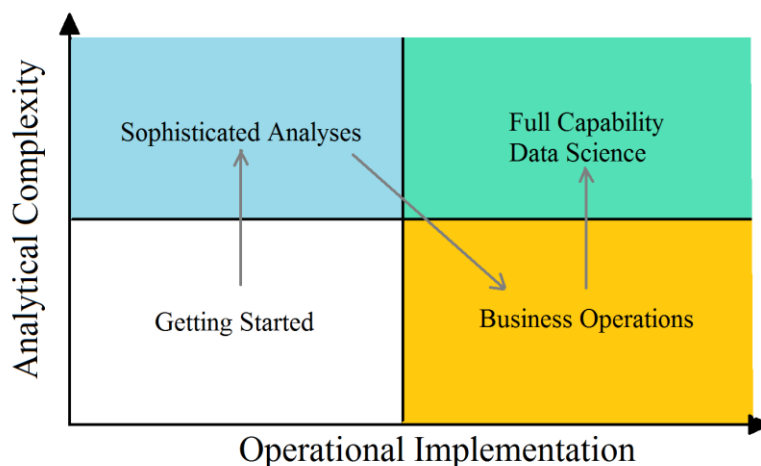 Analytical Complexity
Sophisticated Analyses
Full Capability
Data Science
Getting Started
Business Operations
Operational Implementation